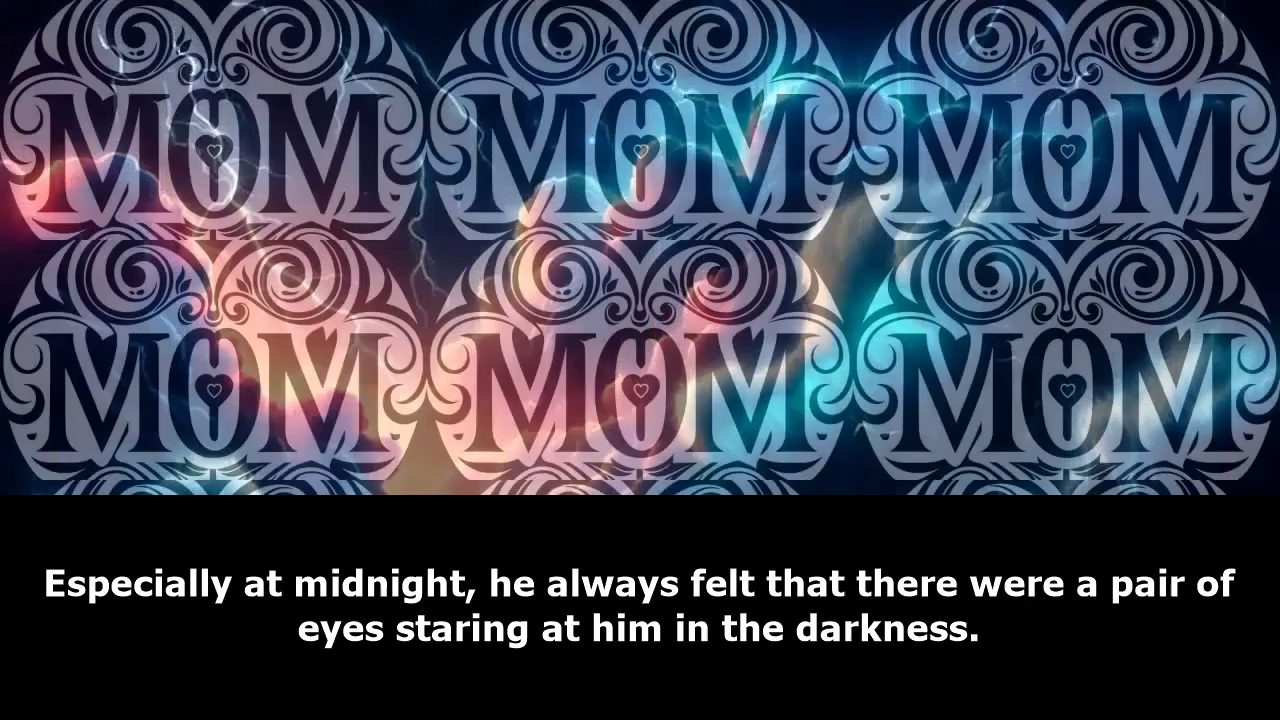 MOM MOM MOM
MOM MOM MOM
Especially at midnight, he always felt that there were a pair of
eyes staring at him in the darkness.